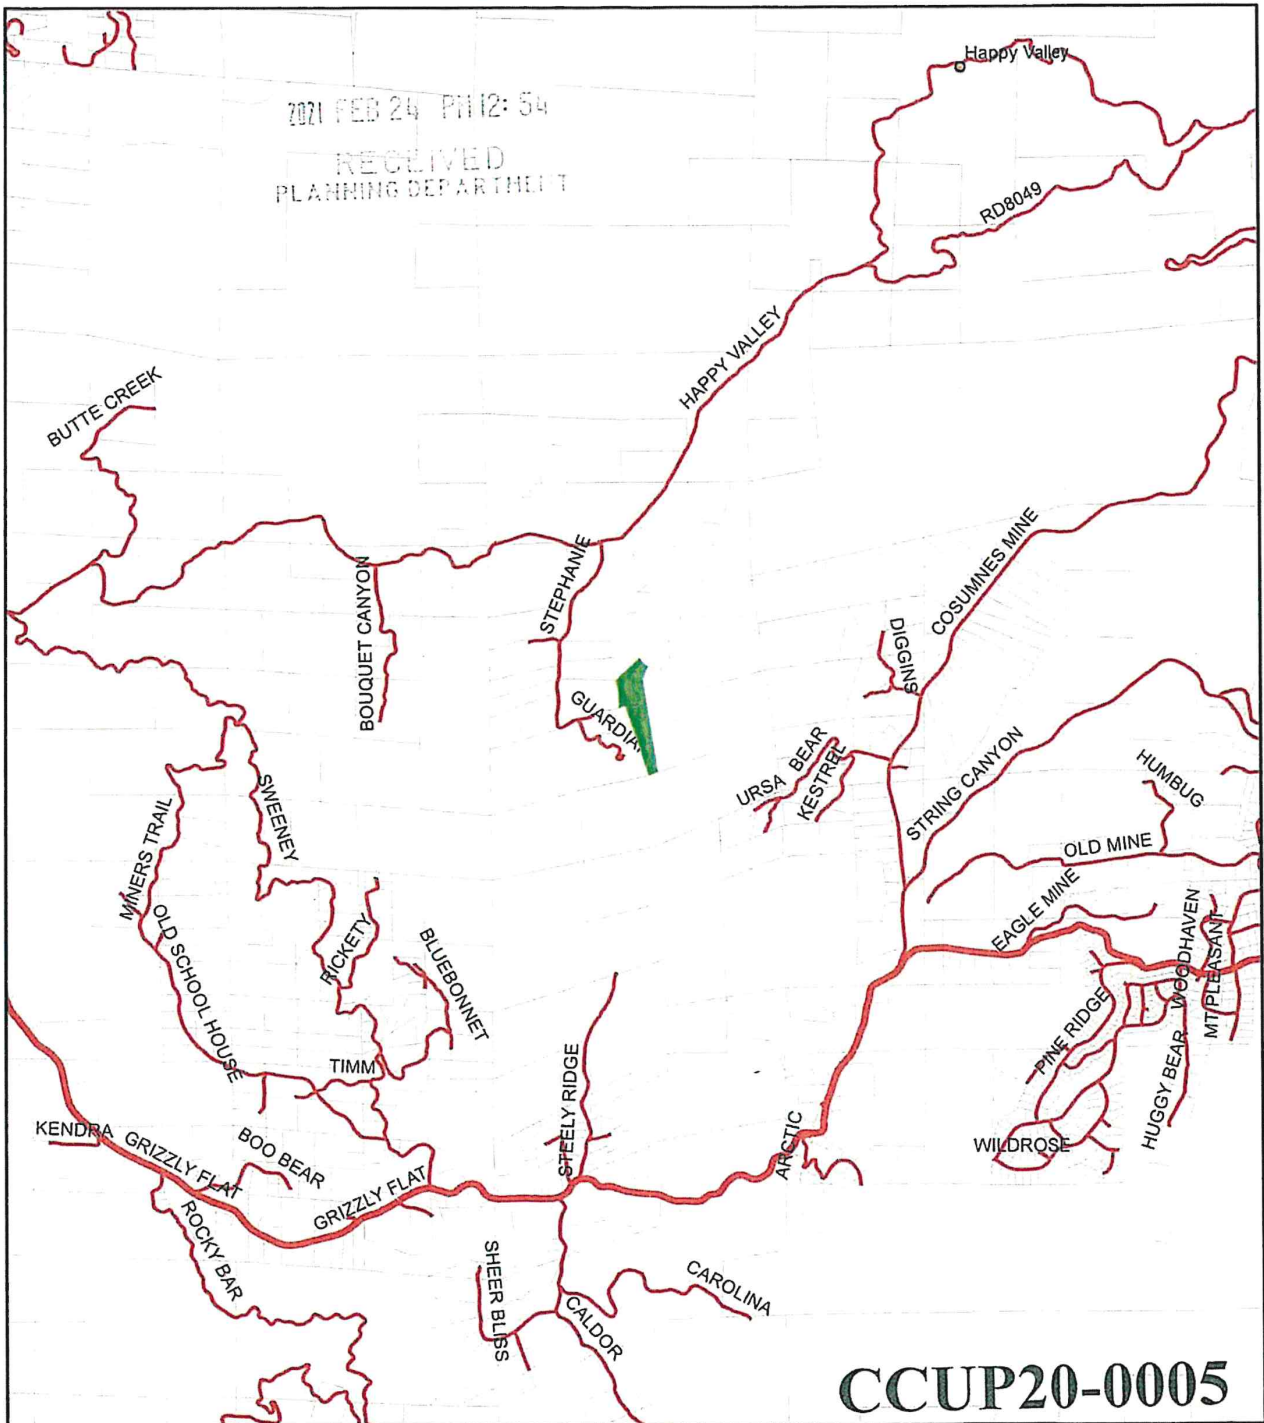 Happy Valley
2021 FEB 24 PM 12: 54
RECEIVED
PLANNING DEPARTMENT
RD8049
HAPPY VALLEY
BUTTE CREEK
COSUMNES MINE
STEPHANIE
BOUQUET CANYON
DIGGINS
GUARDIAN
URSA BEAR
KESTREL
STRING CANYON
HUMBUG
SWEENEY
MINERS TRAIL
OLD MINE
EAGLE MINE
WOODHAVEN
MT PLEASANT
OLD SCHOOL HOUSE
RICKETY
BLUEBONNET
PINE RIDGE
HUGGY BEAR
TIMM
STEELY RIDGE
KENDRA
GRIZZLY FLAT
BOO BEAR
GRIZZLY FLAT
ARCTIC
WILDROSE
ROCKY BAR
SHEER BLISS
CALDOR
CAROLINA
CCUP20-0005